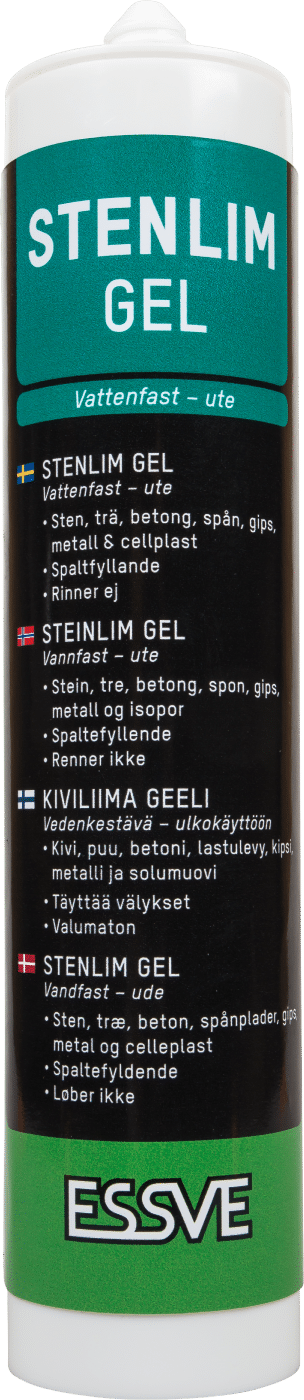 STENLIM
GEL
Vattenfast – ute
STENLIM GEL
Vattenfast – ute
• Sten, trä, betong, spån, gips,
metall & cellplast
• Spaltfyllande
• Rinner ej
STEINLIM GEL
Vannfast – ute
• Stein, tre, betong, spon, gips,
metall og isopor
• Spaltefyllende
• Renner ikke
KIVILIIMA GEELI
Vedenkestävä – ulkokäyttöön
• Kivi, puu, betoni, lastulevy, kipsi,
metalli ja solumuovi
• Täyttää välykset
• Valumaton
STENLIM GEL
Vandfast – ude
• Sten, træ, beton, spånplader, gips,
metal og celleplast
• Spaltefyldende
• Løber ikke
ESSVE